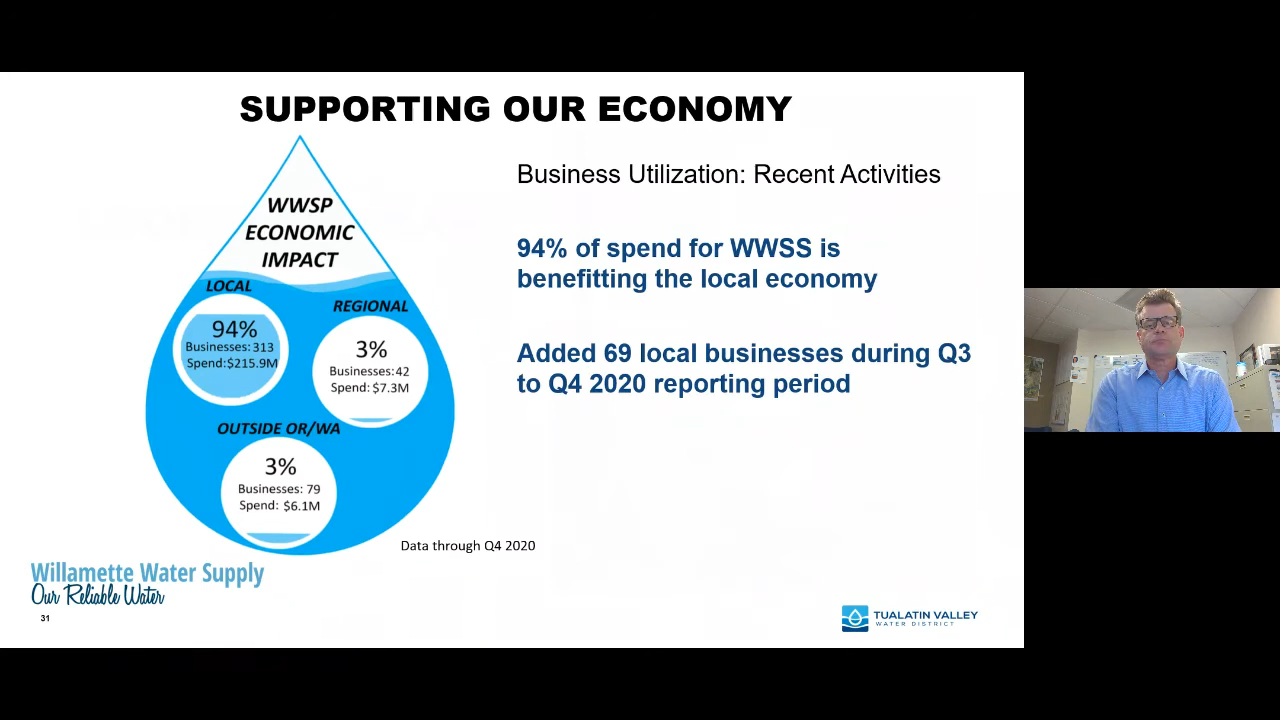 SUPPORTING OUR ECONOMY
WWSP
ECONOMIC
IMPACT
LOCAL
94%
Businesses: 313
Spend:$215.9M
REGIONAL
3%
Businesses: 42
Spend: $7.3M
OUTSIDE OR/WA
3%
Businesses: 79
Spend: $6.1M
Data through Q4 2020
Business Utilization: Recent Activities
94% of spend for WWSS is
benefitting the local economy
Added 69 local businesses during Q3
to Q4 2020 reporting period
Willamette Water Supply
Our Reliable Water
31
TUALATIN VALLEY
WATER DISTRICT